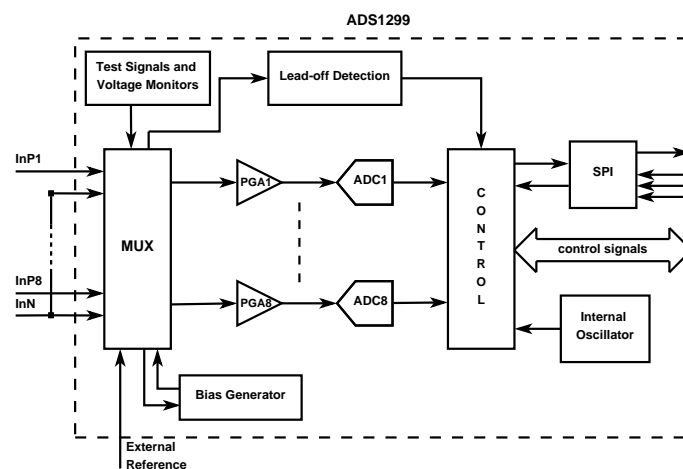 ADS1299
Test Signals and
Voltage Monitors
Lead-off Detection
InP1
InP8
InN
MUX
PGA1
ADC1
PGA8
ADC8
C
O
N
T
R
O
L
SPI
control signals
Internal
Oscillator
Bias Generator
External
Reference